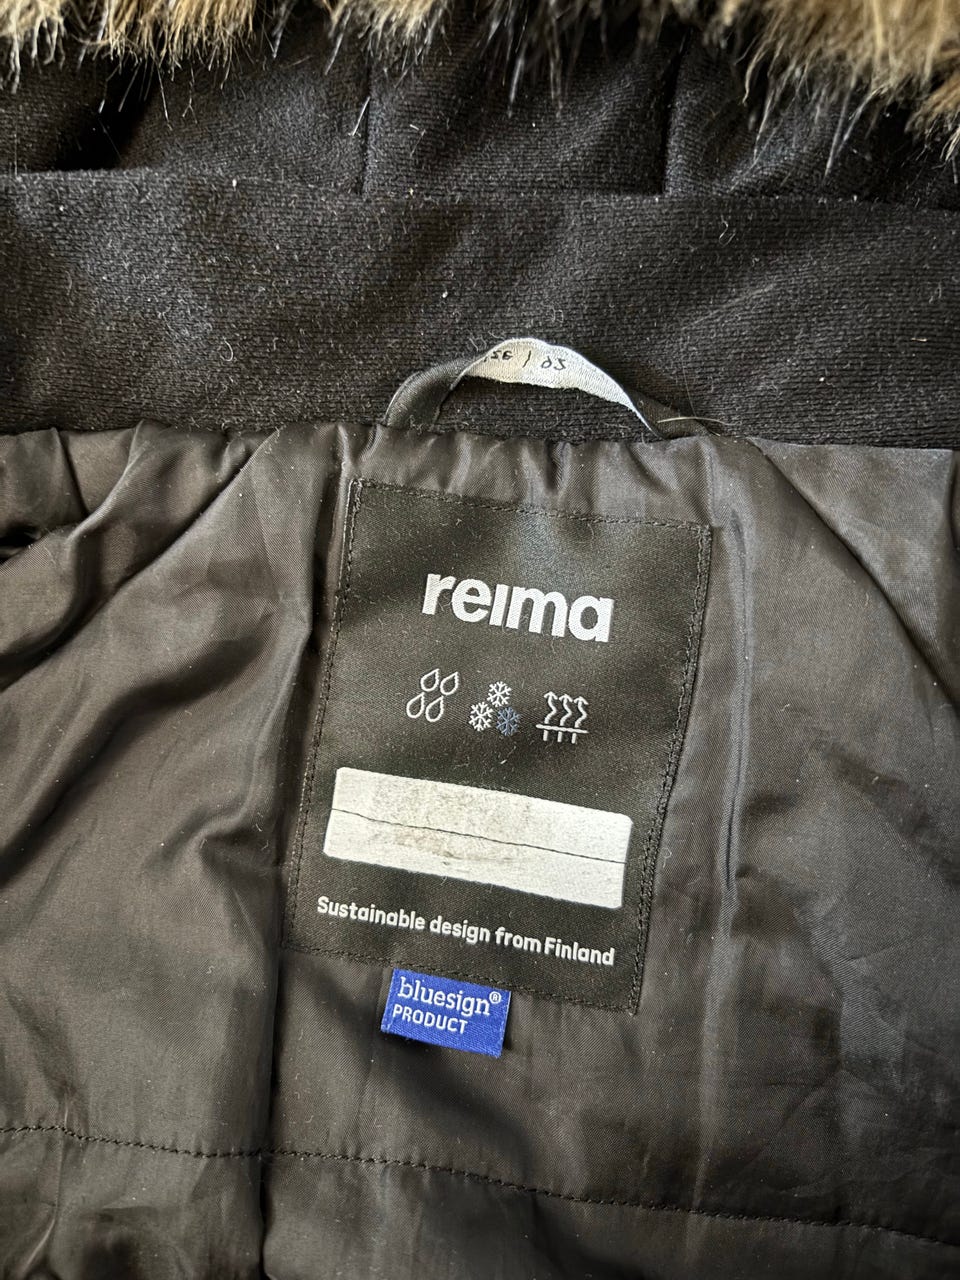 reima
Sustainable design from Finland
bluesign®
PRODUCT